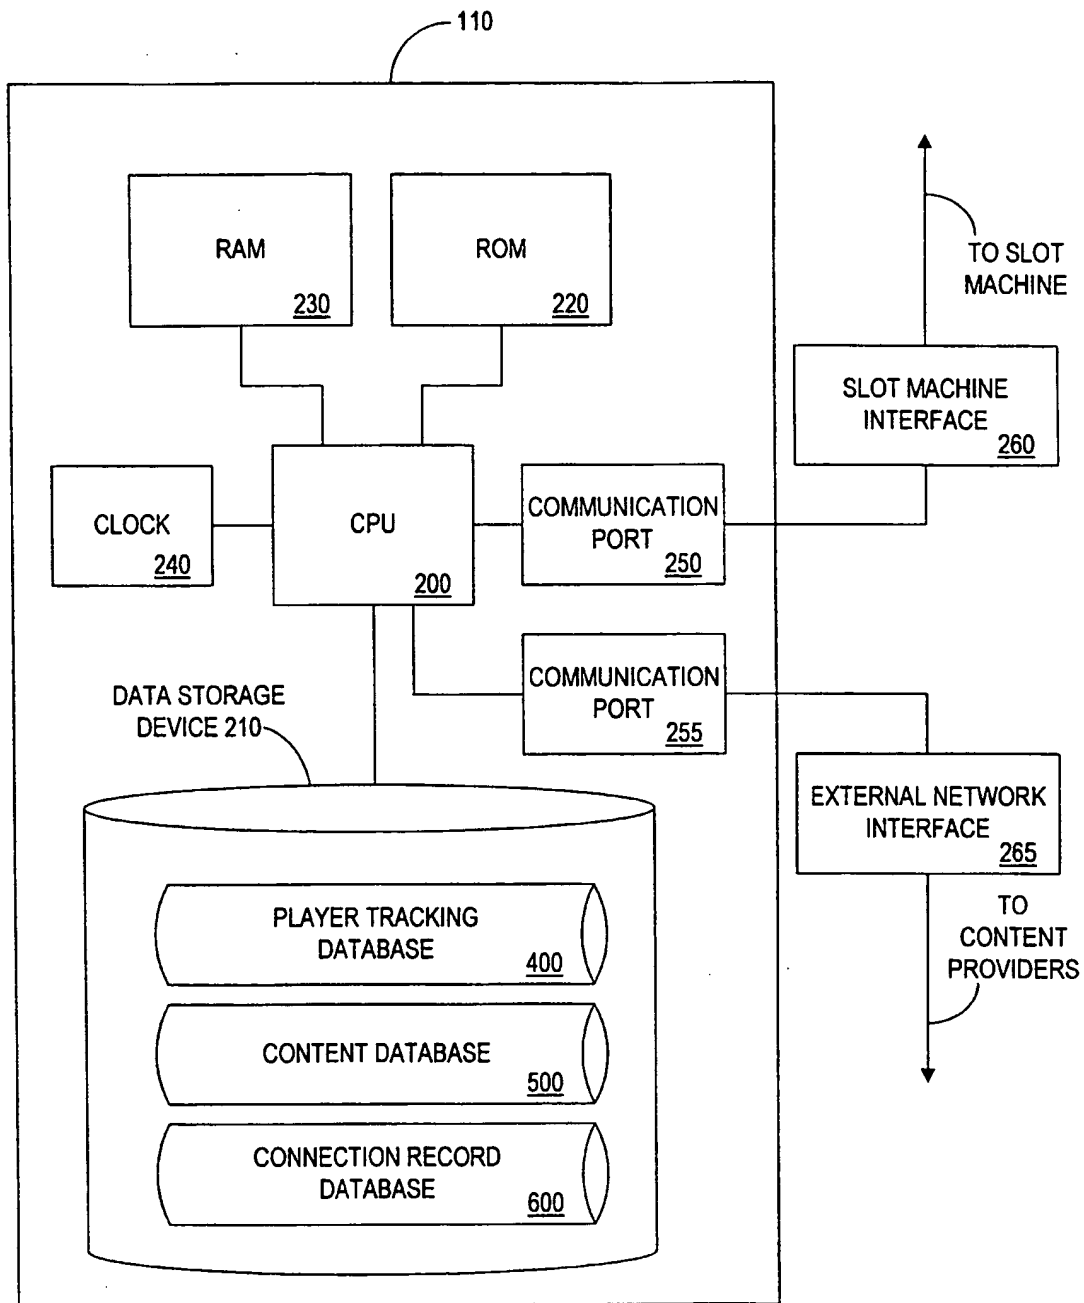 110
RAM
230
ROM
220
TO SLOT
MACHINE
SLOT MACHINE
INTERFACE
260
CLOCK
240
CPU
200
COMMUNICATION
PORT
250
COMMUNICATION
PORT
255
DATA STORAGE
DEVICE 210
EXTERNAL NETWORK
INTERFACE
265
TO
CONTENT
PROVIDERS
PLAYER TRACKING
DATABASE
400
CONTENT DATABASE
500
CONNECTION RECORD
DATABASE
600